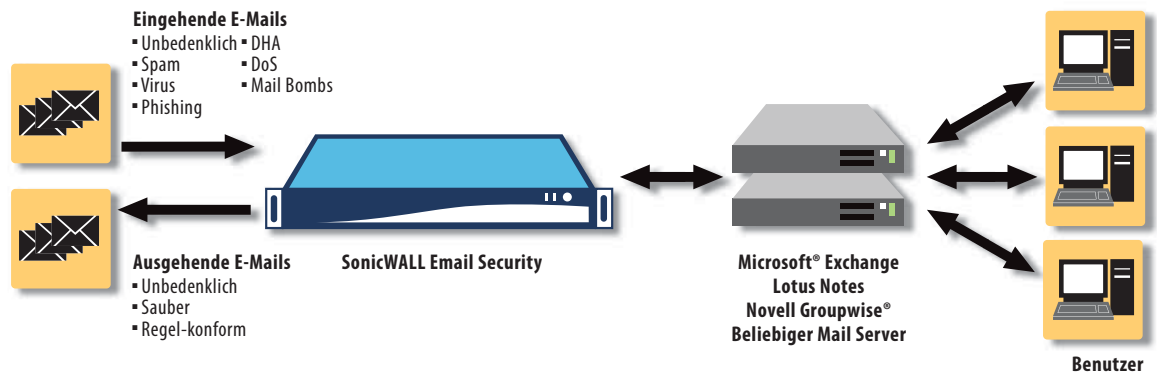 Eingehende E-Mails
▪ Unbedenklich ▪ DHA
▪ Spam ▪ DoS
▪ Virus ▪ Mail Bombs
▪ Phishing
Ausgehende E-Mails
▪ Unbedenklich
▪ Sauber
▪ Regel-konform
SonicWALL Email Security
Microsoft® Exchange
Lotus Notes
Novell Groupwise®
Beliebiger Mail Server
Benutzer